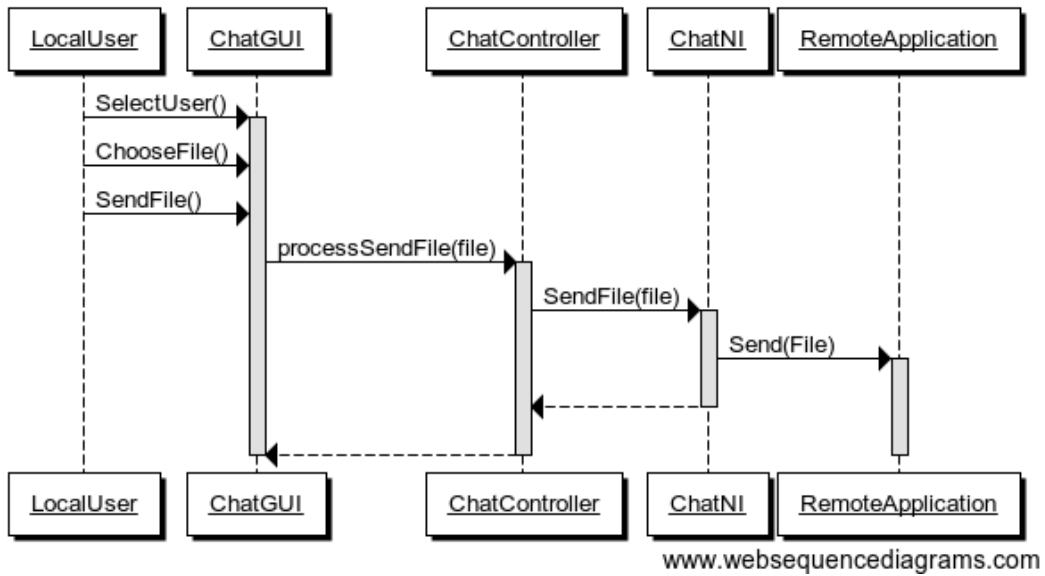 LocalUser
ChatGUI
ChatController
ChatNI
RemoteApplication
SelectUser()
ChooseFile()
SendFile()
processSendFile(file)
SendFile(file)
Send(File)
LocalUser
ChatGUI
ChatController
ChatNI
RemoteApplication
www.websequencediagrams.com